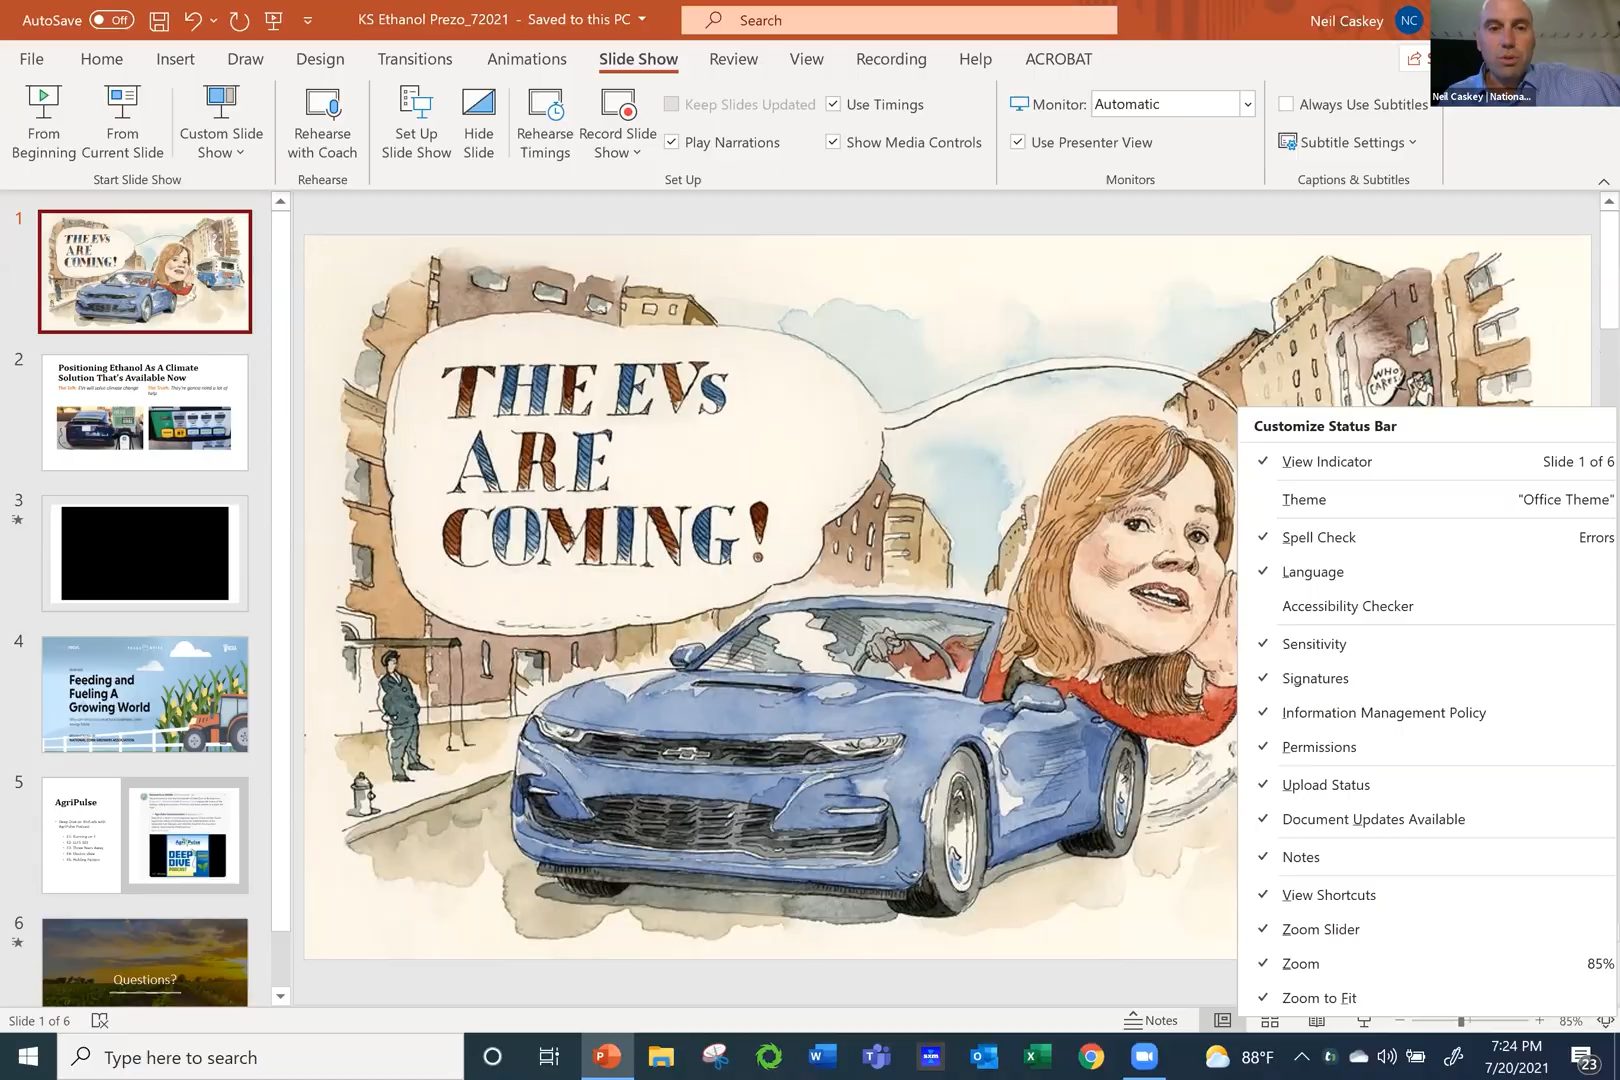 AutoSave Off
KS Ethanol Prezo_72021 - Saved to this PC
Search
Neil Caskey NC
File Home Insert Draw Design Transitions Animations Slide Show Review View Recording Help ACROBAT
From Beginning
From Current Slide
Custom Slide Show
Start Slide Show
Rehearse with Coach
Rehearse
Set Up Slide Show
Hide Slide
Rehearse Timings
Record Slide Show
Keep Slides Updated
Play Narrations
Use Timings
Show Media Controls
Set Up
Monitor: Automatic
Use Presenter View
Monitors
Always Use Subtitles
Subtitle Settings
Captions & Subtitles
Neil Caskey | Nationa...
1
THE EVS
ARE
COMING!
2
Positioning Ethanol As A Climate
Solution That's Available Now
3
4
Feeding and
Fueling A
Growing World
5
AgriPulse
DEEP
DIVE
6
Questions?
THE EVs
ARE
COMING!
WHO
CARES?
Customize Status Bar
View Indicator Slide 1 of 6
Theme "Office Theme"
Spell Check Errors
Language
Accessibility Checker
Sensitivity
Signatures
Information Management Policy
Permissions
Upload Status
Document Updates Available
Notes
View Shortcuts
Zoom Slider
Zoom 85%
Zoom to Fit
Slide 1 of 6
Notes
85%
Type here to search
88°F
7:24 PM
7/20/2021
23